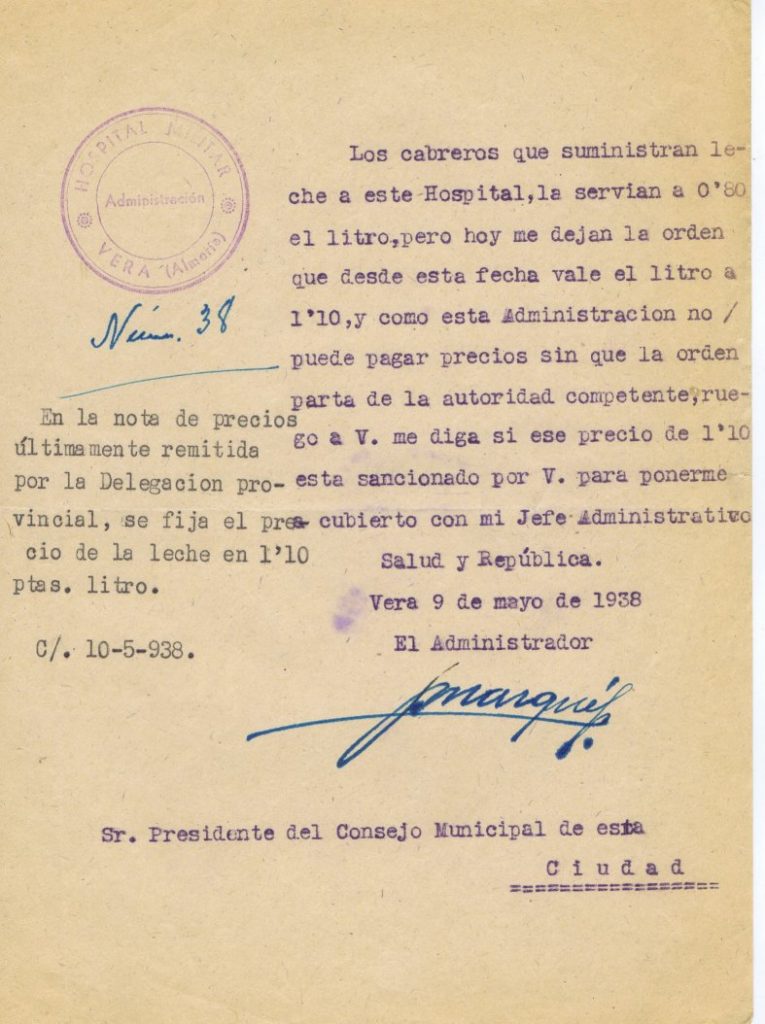 HOSPITAL MILITAR
Administración
VERA (Almería)
Núm. 38
Los cabreros que suministran le-
che a este Hospital,la servian a 0'80
el litro,pero hoy me dejan la orden
que desde esta fecha vale el litro a
1'10,y como esta Administracion no /
puede pagar precios sin que la orden
parta de la autoridad competente,rue-
go a V. me diga si ese precio de 1'10
esta sancionado por V. para ponerme
cubierto con mi Jefe Administrativo
Salud y República.
Vera 9 de mayo de 1938
El Administrador
Marqués
En la nota de precios
últimamente remitida
por la Delegacion pro-
vincial, se fija el pre-
cio de la leche en 1'10
ptas. litro.
C/. 10-5-938.
Sr. Presidente del Consejo Municipal de esta
C i u d a d
==================